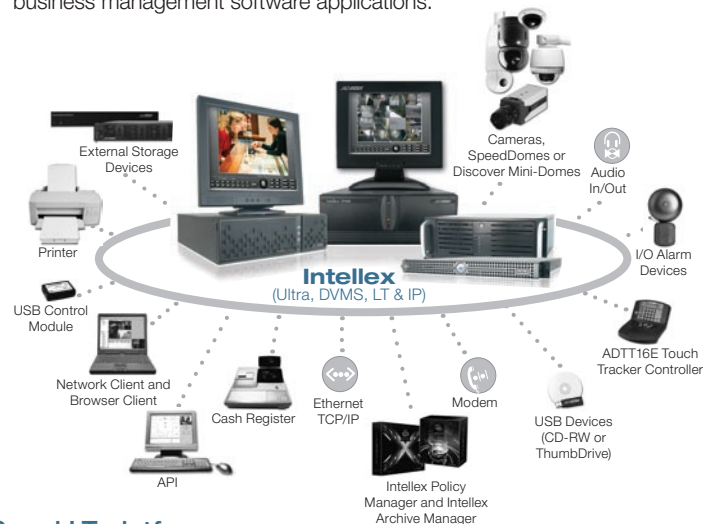 business management software applications.
Cameras,
SpeedDomes or
Discover Mini-Domes
External Storage
Devices
Audio
In/Out
Printer
I/O Alarm
Devices
Intellex
(Ultra, DVMS, LT & IP)
USB Control
Module
ADTT16E Touch
Tracker Controller
Network Client and
Browser Client
Cash Register
Ethernet
TCP/IP
Modem
USB Devices
(CD-RW or
ThumbDrive)
API
Intellex Policy
Manager and Intellex
Archive Manager